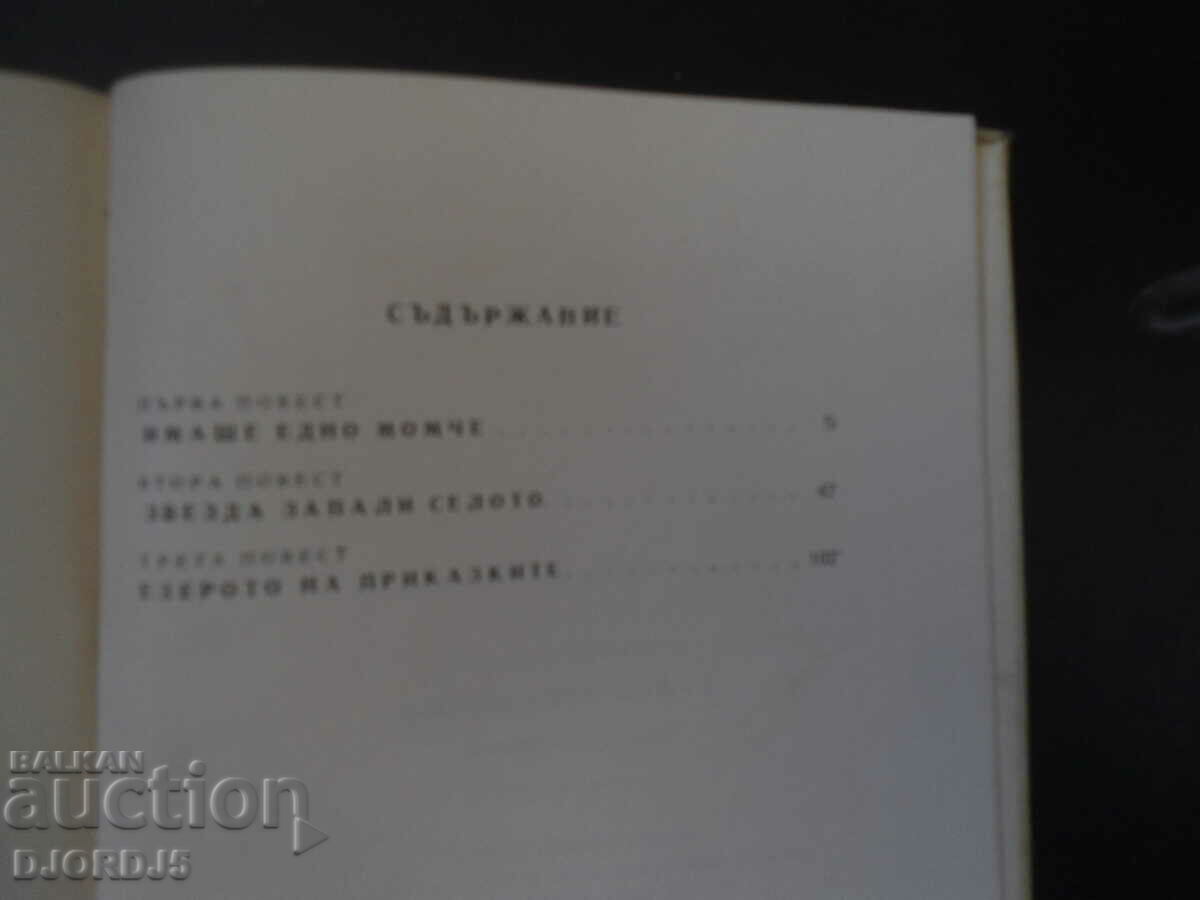 СЪДЪРЖАНИЕ
ПЪРВА ПОВЕСТ
ИМАШЕ ЕДНО МОМЧЕ . . . . . . . . . . . . . 5
ВТОРА ПОВЕСТ
ЗВЕЗДА ЗАПАЛИ СЕЛОТО . . . . . . . . . . 47
ТРЕТА ПОВЕСТ
ЕЗЕРОТО НА ПРИКАЗКИТЕ . . . . . . . . . . 102
BALKAN
auction
DJORDJ5